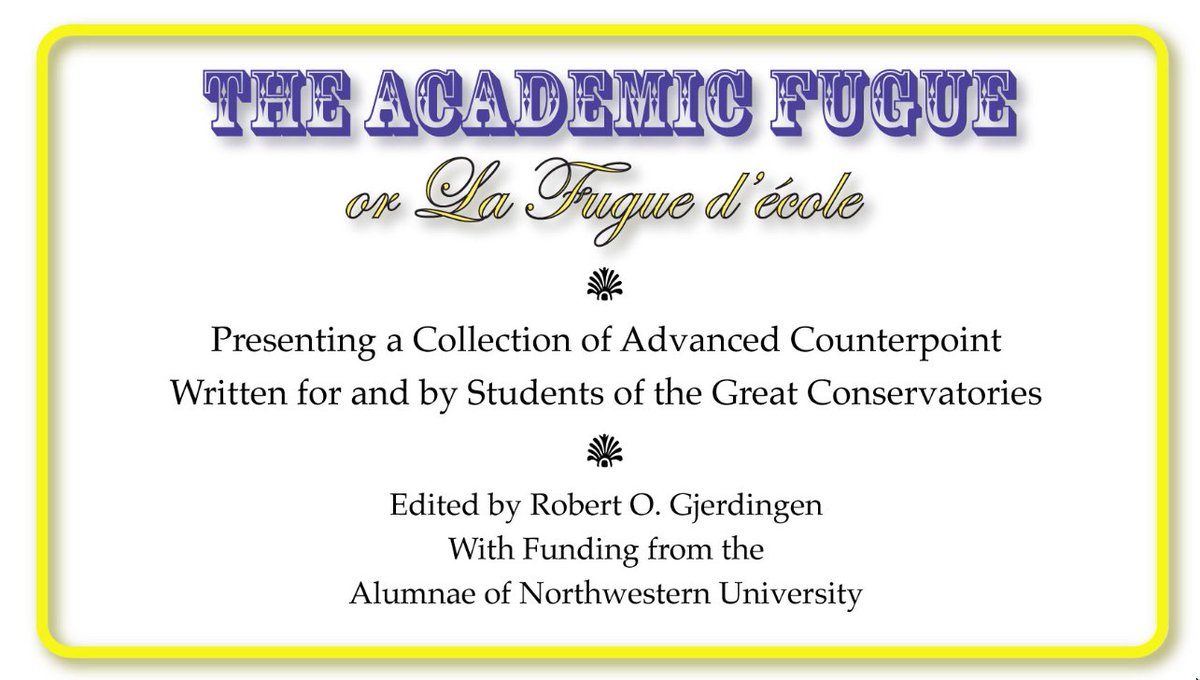 THE ACADEMIC FUGUE
or La Fugue d'école
Presenting a Collection of Advanced Counterpoint
Written for and by Students of the Great Conservatories
Edited by Robert O. Gjerdingen
With Funding from the
Alumnae of Northwestern University